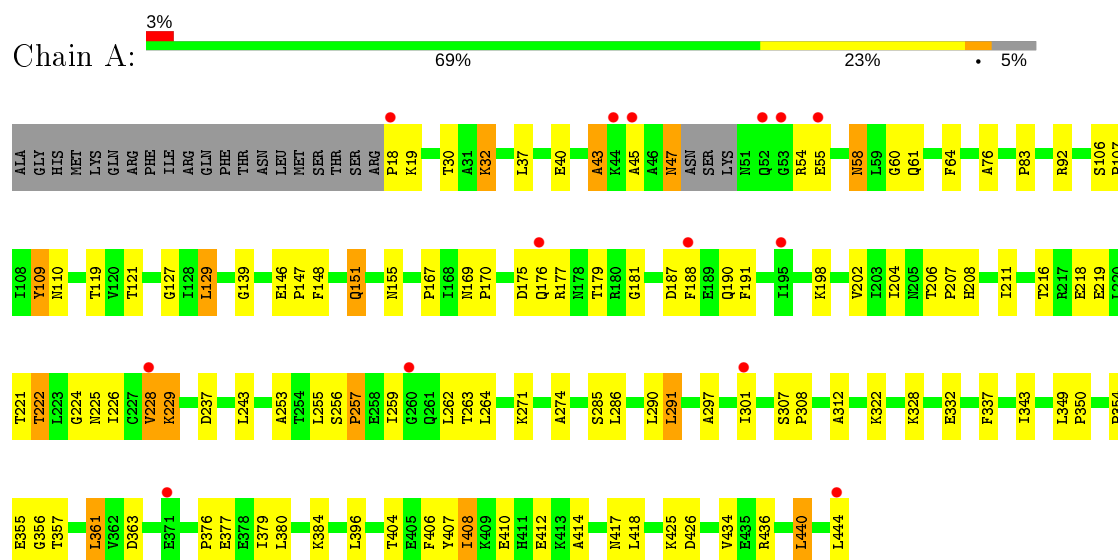 3%
Chain A:
69% 23% • 5%
ALA GLY HIS MET LYS GLN ARG PHE ILE ARG GLN PHE THR ASN LEU MET SER THR SER ARG P18 K19 T30 A31 K32 L37 E40 A43 K44 A45 A46 N47 ASN SER LYS N51 Q52 G53 R54 E55 N58 L59 G60 Q61 F64 A76 P83 R92 S106
I108 Y109 N110 T119 V120 T121 G127 I128 L129 G139 E146 P147 F148 Q151 N155 P167 I168 N169 P170 D175 Q176 R177 N178 T179 R180 G181 D187 F188 E189 Q190 F191 I195 K198 V202 I203 I204 N205 T206 P207 H208 I211 T216 R217 E218 E219
T221 T222 L223 G224 N225 I226 C227 V228 K229 D237 L243 A253 T254 L255 S256 P257 E258 I259 G260 Q261 L262 T263 L264 K271 A274 S285 L286 L290 L291 A297 I301 S307 P308 A312 K322 K328 E332 F337 I343 L349 P350
E355 G356 T357 L361 V362 D363 E371 P376 E377 E378 I379 L380 K384 L396 T404 E405 F406 Y407 I408 K409 E410 H411 E412 K413 A414 N417 L418 K425 D426 V434 E435 R436 L440 L444